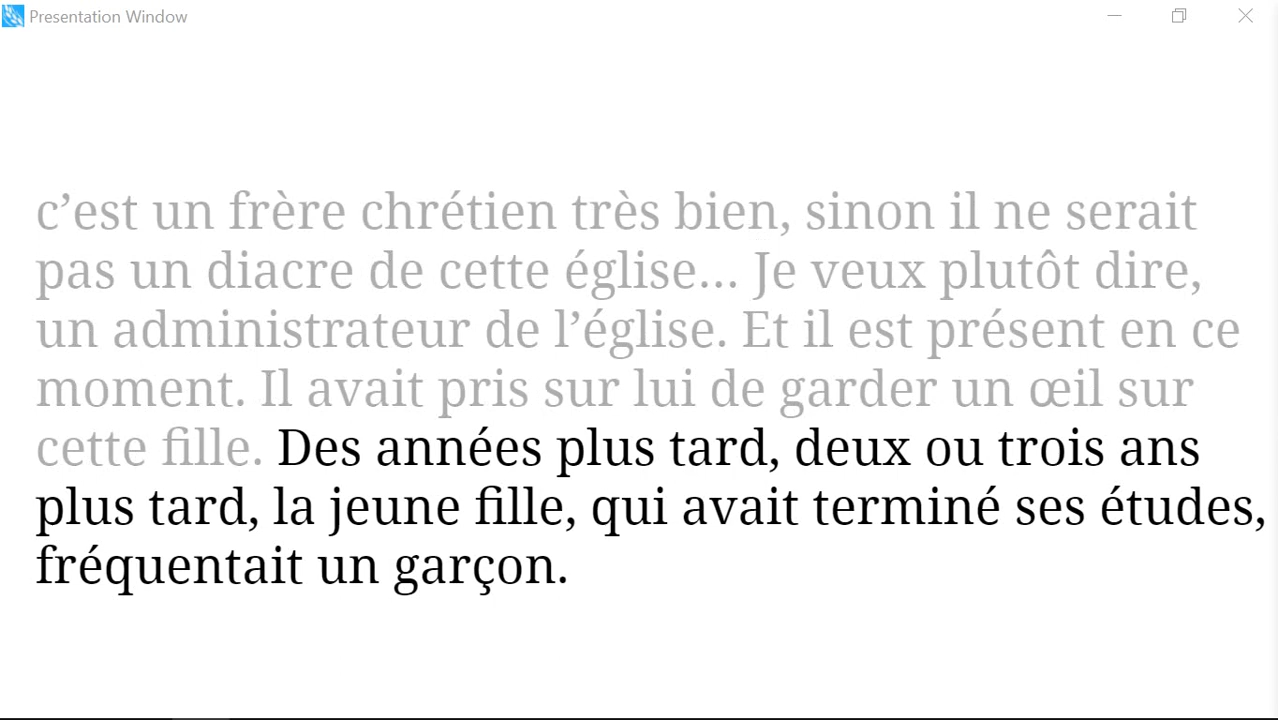 Presentation Window
c’est un frère chrétien très bien, sinon il ne serait
pas un diacre de cette église... Je veux plutôt dire,
un administrateur de l’église. Et il est présent en ce
moment. Il avait pris sur lui de garder un œil sur
cette fille. Des années plus tard, deux ou trois ans
plus tard, la jeune fille, qui avait terminé ses études,
fréquentait un garçon.